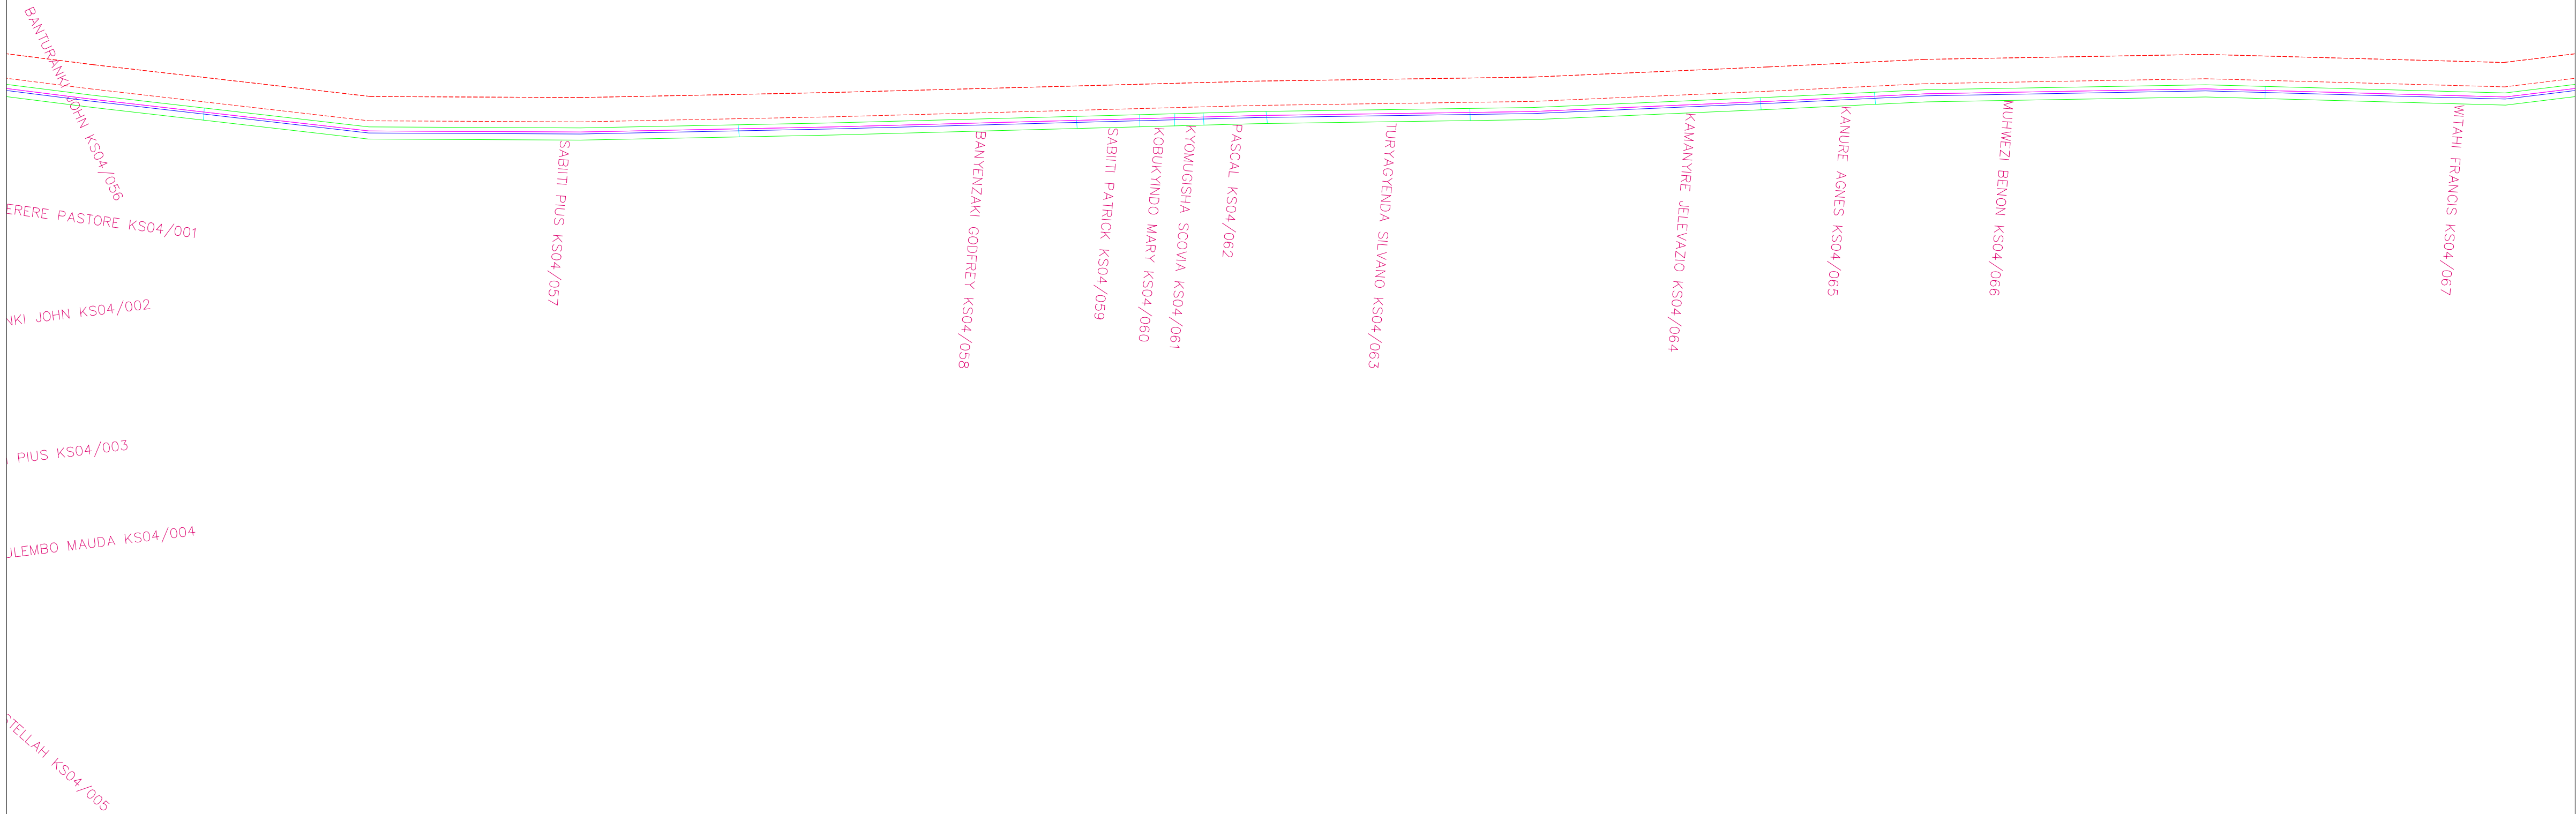 BANTURANKI JOHN KS04/056
ERERE PASTORE KS04/001
NKI JOHN KS04/002
PIUS KS04/003
ULEMBO MAUDA KS04/004
STELLAH KS04/005
SABIITI PIUS KS04/057
BANYENZAKI GODFREY KS04/058
SABIITI PATRICK KS04/059
KOBUKYINDO MARY KS04/060
KYOMUGISHA SCOVIA KS04/061
PASCAL KS04/062
TURYAGYENDA SILVANO KS04/063
KAMANYIRE JELEVAZIO KS04/064
KANURE AGNES KS04/065
MUHWEZI BENON KS04/066
WITAHI FRANCIS KS04/067